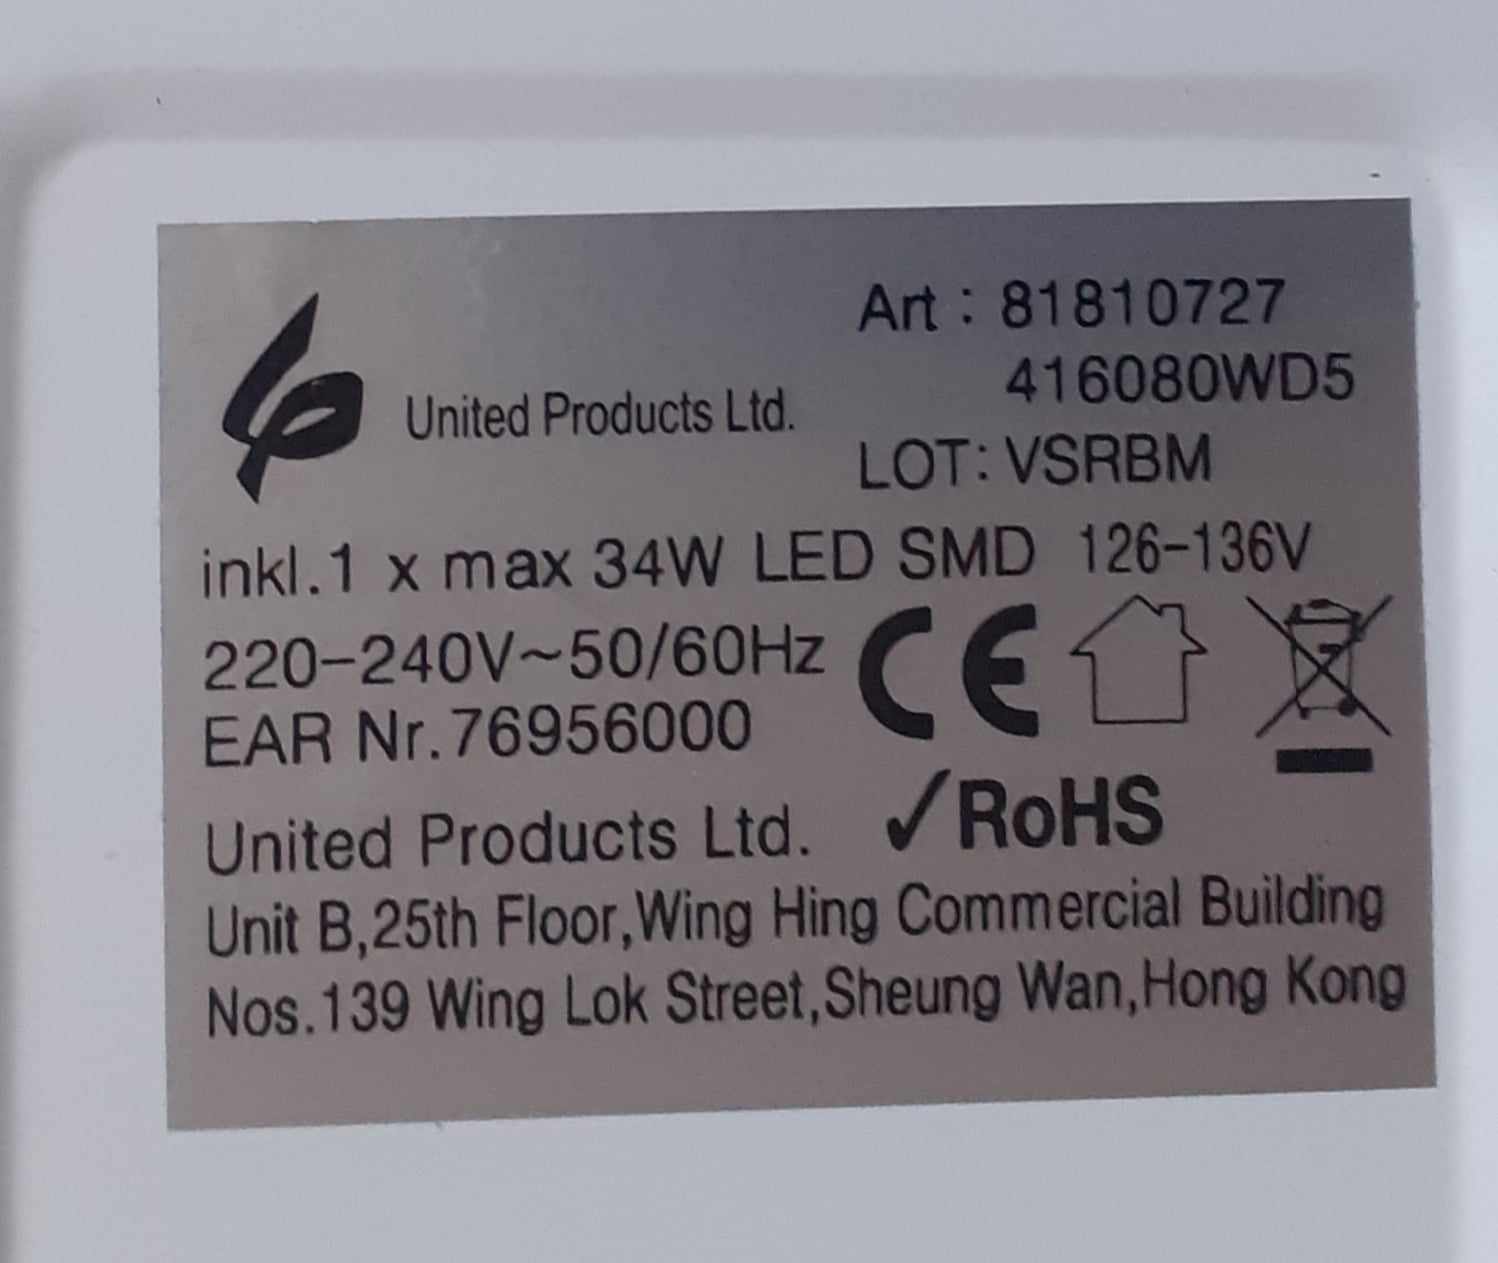 United Products Ltd.
Art : 81810727
416080WD5
LOT: VSRBM
inkl.1 x max 34W LED SMD 126-136V
220-240V~50/60Hz
CE
EAR Nr.76956000
United Products Ltd. ✓RoHS
Unit B,25th Floor,Wing Hing Commercial Building
Nos.139 Wing Lok Street,Sheung Wan,Hong Kong